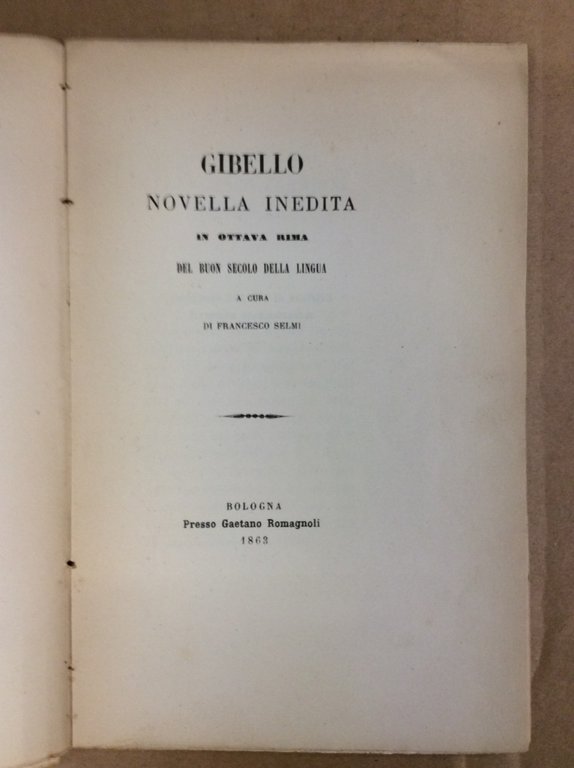 GIBELLO
NOVELLA INEDITA
IN OTTAVA RIMA
DEL BUON SECOLO DELLA LINGUA
A CURA
DI FRANCESCO SELMI
BOLOGNA
Presso Gaetano Romagnoli
1863